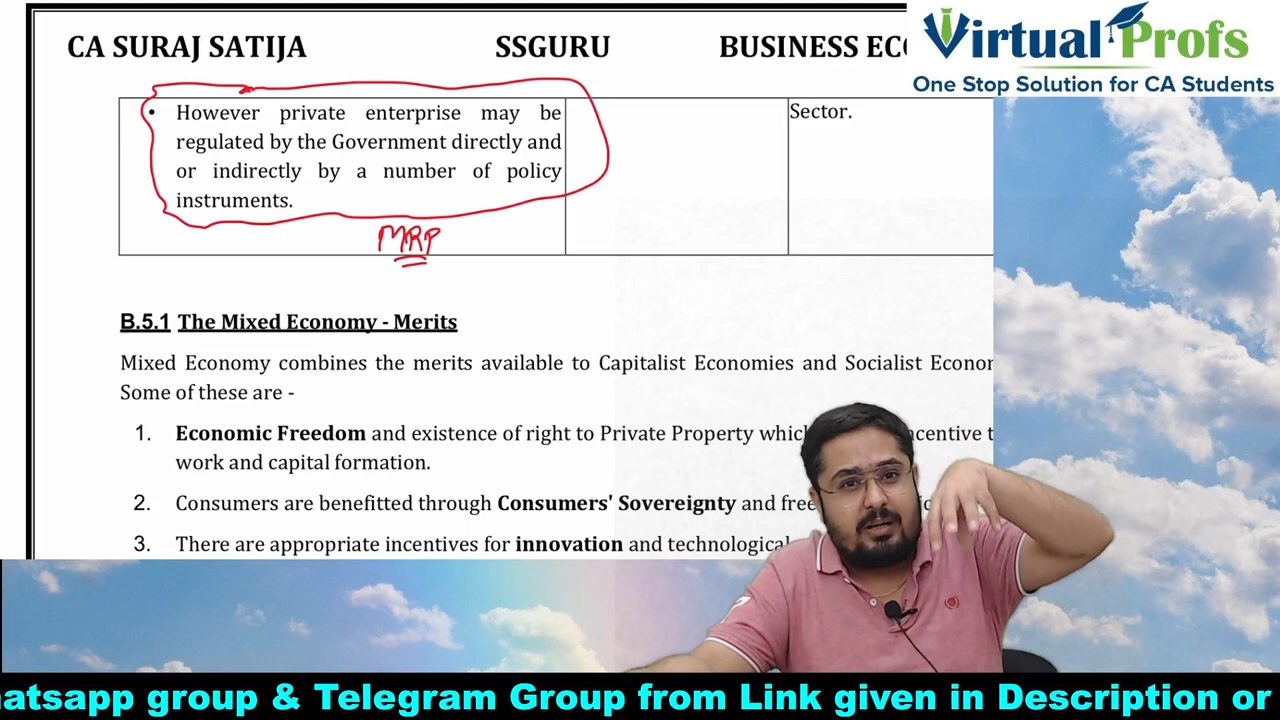 CA SURAJ SATIJA SSGURU BUSINESS
Virtual Profs
One Stop Solution for CA Students
• However private enterprise may be
regulated by the Government directly and
or indirectly by a number of policy
instruments.
Sector.
MRP
B.5.1 The Mixed Economy - Merits
Mixed Economy combines the merits available to Capitalist Economies and Socialist Econo
Some of these are -
1. Economic Freedom and existence of right to Private Property which incentive t
work and capital formation.
2. Consumers are benefitted through Consumers' Sovereignty and free
3. There are appropriate incentives for innovation and technological
hatsapp group & Telegram Group from Link given in Description or